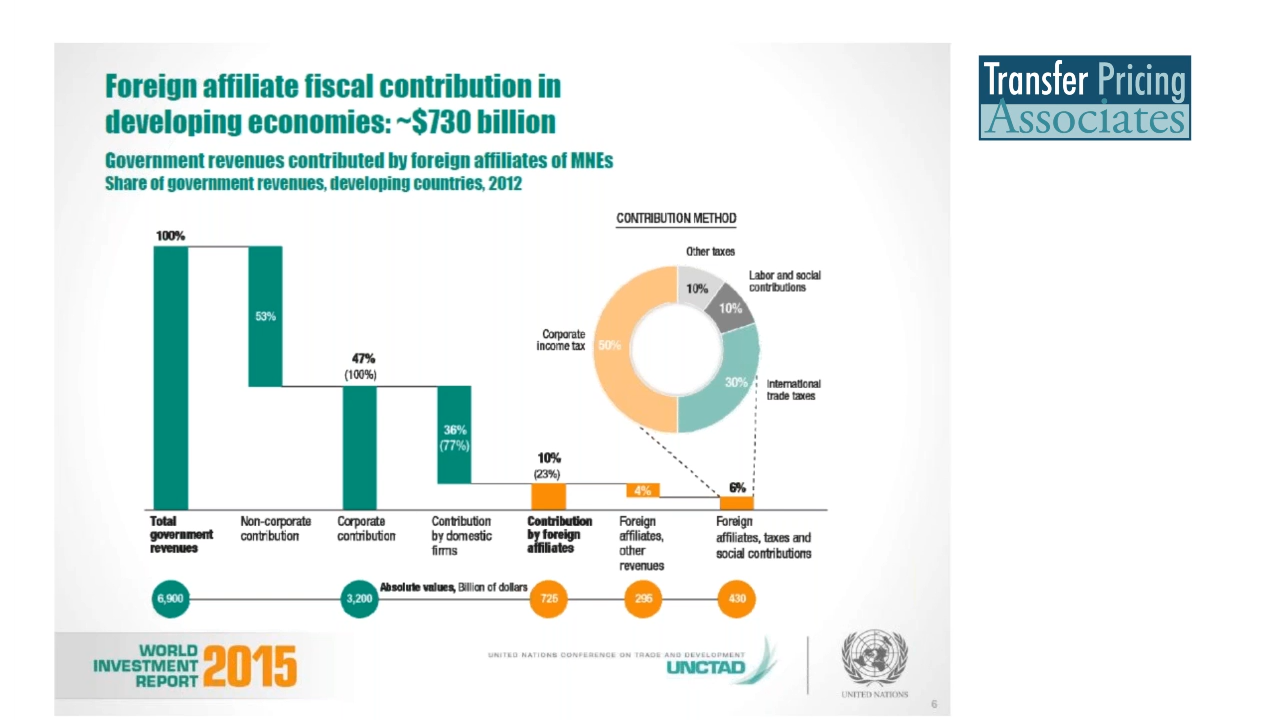 Transfer Pricing
Associates
Foreign affiliate fiscal contribution in
developing economies: ~$730 billion
Government revenues contributed by foreign affiliates of MNEs
Share of government revenues, developing countries, 2012
CONTRIBUTION METHOD
100%
53%
47%
(100%)
36%
(77%)
10%
(23%)
4%
6%
Other taxes
10%
Labor and social
contributions
10%
Corporate
income tax
50%
30%
International
trade taxes
Total
government
revenues
Non-corporate
contribution
Corporate
contribution
Contribution
by domestic
firms
Contribution
by foreign
affiliates
Foreign
affiliates,
other
revenues
Foreign
affiliates, taxes and
social contributions
Absolute values, Billion of dollars
6,900
3,200
725
295
430
WORLD
INVESTMENT
REPORT
2015
UNITED NATIONS CONFERENCE ON TRADE AND DEVELOPMENT
UNCTAD
UNITED NATIONS
6